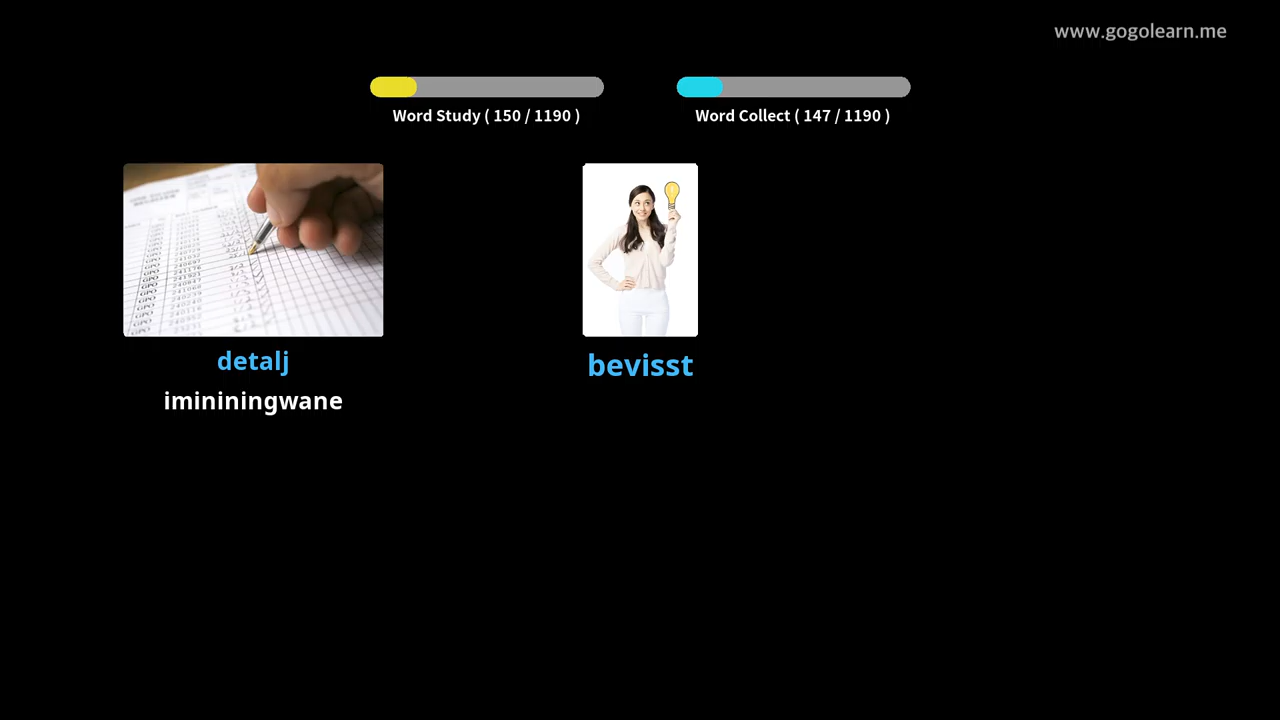 www.gogolearn.me
Word Study ( 150 / 1190 )
Word Collect ( 147 / 1190 )
detalj
imininingwane
bevisst